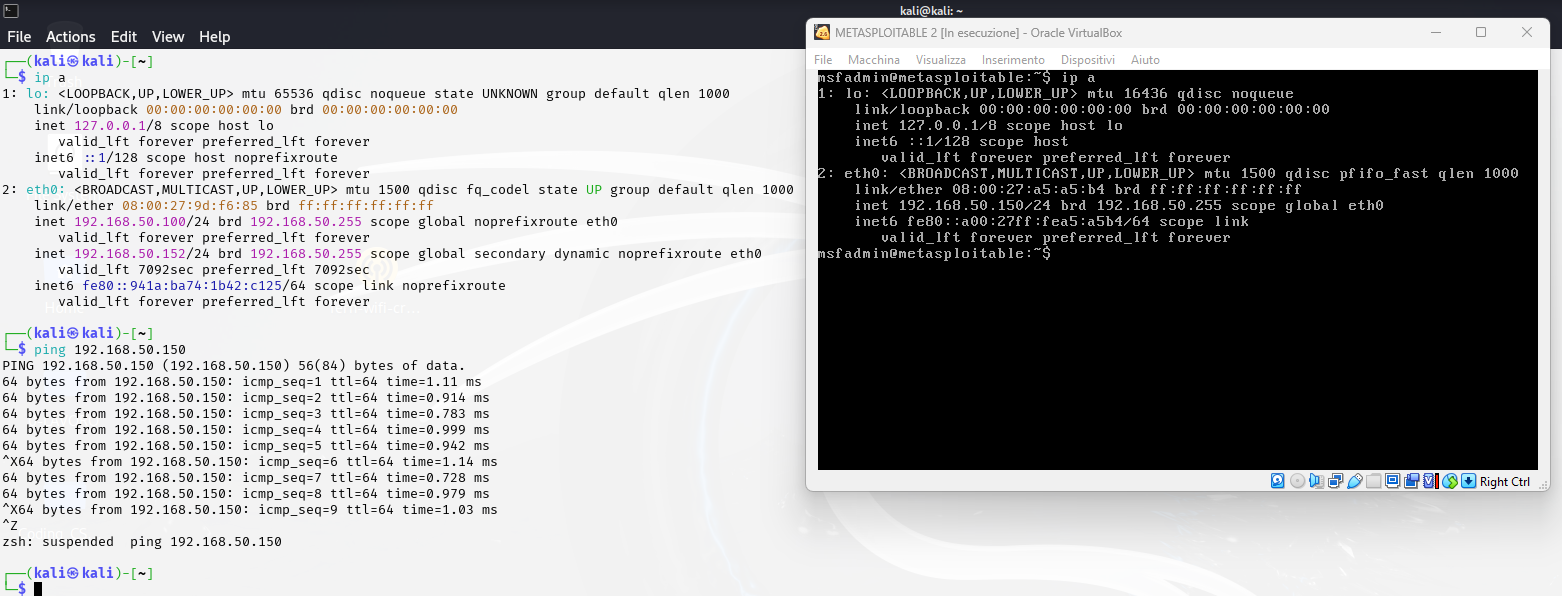 kali@kali: ~
File Actions Edit View Help
┌──(kali㉿kali)-[~]
└─$ ip a
1: lo: <LOOPBACK,UP,LOWER_UP> mtu 65536 qdisc noqueue state UNKNOWN group default qlen 1000
    link/loopback 00:00:00:00:00:00 brd 00:00:00:00:00:00
    inet 127.0.0.1/8 scope host lo
       valid_lft forever preferred_lft forever
    inet6 ::1/128 scope host noprefixroute
       valid_lft forever preferred_lft forever
2: eth0: <BROADCAST,MULTICAST,UP,LOWER_UP> mtu 1500 qdisc fq_codel state UP group default qlen 1000
    link/ether 08:00:27:9d:f6:85 brd ff:ff:ff:ff:ff:ff
    inet 192.168.50.100/24 brd 192.168.50.255 scope global noprefixroute eth0
       valid_lft forever preferred_lft forever
    inet 192.168.50.152/24 brd 192.168.50.255 scope global secondary dynamic noprefixroute eth0
       valid_lft 7092sec preferred_lft 7092sec
    inet6 fe80::941a:ba74:1b42:c125/64 scope link noprefixroute
       valid_lft forever preferred_lft forever
┌──(kali㉿kali)-[~]
└─$ ping 192.168.50.150
PING 192.168.50.150 (192.168.50.150) 56(84) bytes of data.
64 bytes from 192.168.50.150: icmp_seq=1 ttl=64 time=1.11 ms
64 bytes from 192.168.50.150: icmp_seq=2 ttl=64 time=0.914 ms
64 bytes from 192.168.50.150: icmp_seq=3 ttl=64 time=0.783 ms
64 bytes from 192.168.50.150: icmp_seq=4 ttl=64 time=0.999 ms
64 bytes from 192.168.50.150: icmp_seq=5 ttl=64 time=0.942 ms
^X64 bytes from 192.168.50.150: icmp_seq=6 ttl=64 time=1.14 ms
64 bytes from 192.168.50.150: icmp_seq=7 ttl=64 time=0.728 ms
64 bytes from 192.168.50.150: icmp_seq=8 ttl=64 time=0.979 ms
^X64 bytes from 192.168.50.150: icmp_seq=9 ttl=64 time=1.03 ms
^Z
zsh: suspended  ping 192.168.50.150
┌──(kali㉿kali)-[~]
└─$
METASPLOITABLE 2 [In esecuzione] - Oracle VirtualBox
File Macchina Visualizza Inserimento Dispositivi Aiuto
msfadmin@metasploitable:~$ ip a
1: lo: <LOOPBACK,UP,LOWER_UP> mtu 16436 qdisc noqueue
    link/loopback 00:00:00:00:00:00 brd 00:00:00:00:00:00
    inet 127.0.0.1/8 scope host lo
    inet6 ::1/128 scope host
       valid_lft forever preferred_lft forever
2: eth0: <BROADCAST,MULTICAST,UP,LOWER_UP> mtu 1500 qdisc pfifo_fast qlen 1000
    link/ether 08:00:27:a5:a5:b4 brd ff:ff:ff:ff:ff:ff
    inet 192.168.50.150/24 brd 192.168.50.255 scope global eth0
    inet6 fe80::a00:27ff:fea5:a5b4/64 scope link
       valid_lft forever preferred_lft forever
msfadmin@metasploitable:~$
Right Ctrl